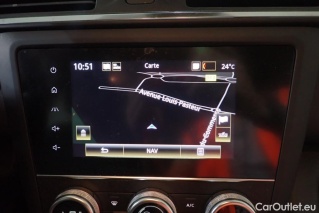 10:51 Carte 24°c
Avenue-Louis-Pasteur
NAV
A/C
CarOutlet.eu